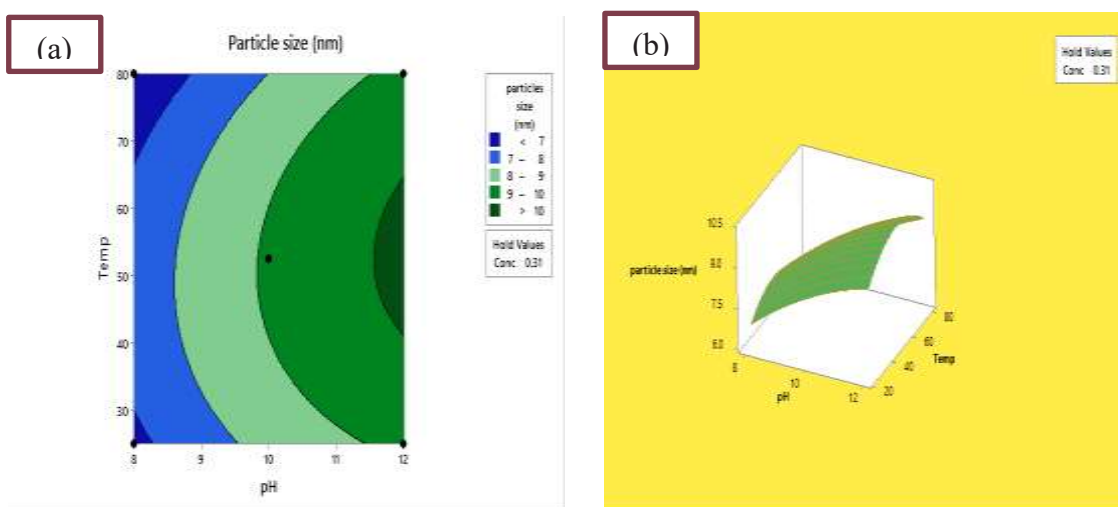 (a)
Particle size (nm)
80
70
60
50
40
30
Temp
8 9 10 11 12
pH
particles
size
(nm)
< 7
7 – 8
8 – 9
9 – 10
> 10
Hold Values
Conc 0.31
(b)
Hold Values
Conc 0.31
10.5
9.0
7.5
6.0
particle size (nm)
8
10
12
pH
20
40
60
80
Temp